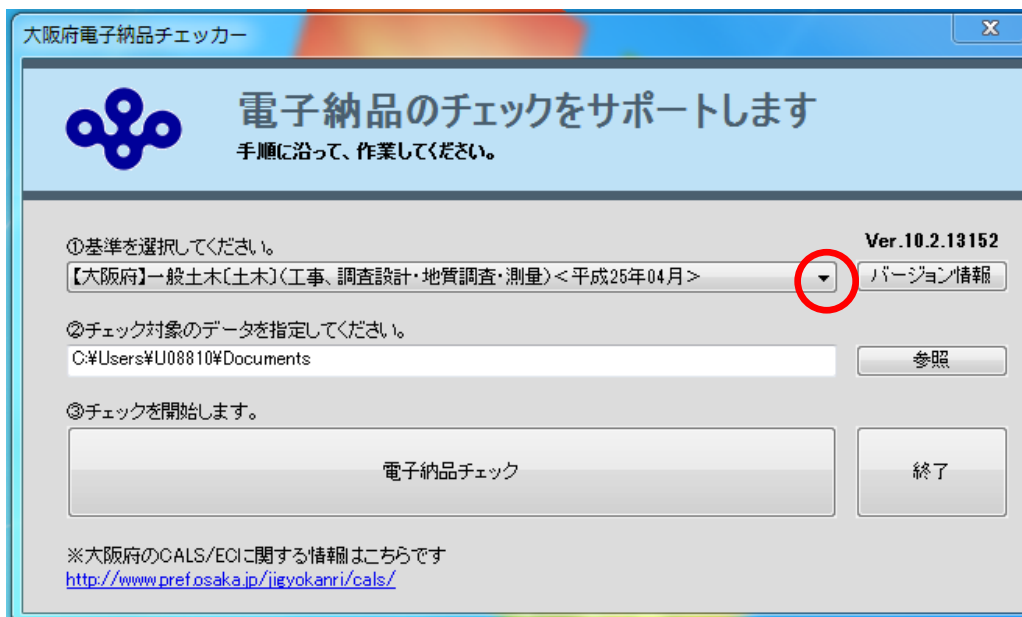 大阪府電子納品チェッカー
電子納品のチェックをサポートします
手順に沿って、作業してください。
①基準を選択してください。
Ver.10.2.13152
【大阪府】一般土木〔土木〕(工事、調査設計・地質調査・測量)<平成25年04月>
バージョン情報
②チェック対象のデータを指定してください。
C:¥Users¥U08810¥Documents
参照
③チェックを開始します。
電子納品チェック
終了
※大阪府のCALS/ECに関する情報はこちらです
http://www.pref.osaka.jp/jigyokanri/cals/